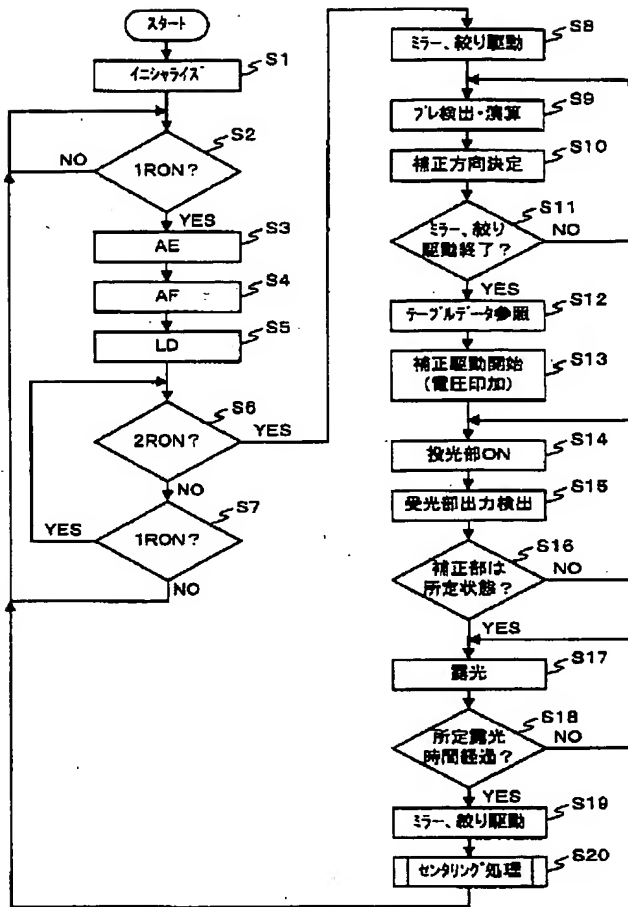 スタート
S1
イニシャライズ
S2
1RON?
NO
YES
S3
AE
S4
AF
S5
LD
S6
2RON?
YES
NO
S7
1RON?
YES
NO
S8
ミラー、絞り駆動
S9
ブレ検出・演算
S10
補正方向決定
S11
ミラー、絞り
駆動終了?
NO
YES
S12
テーブルデータ参照
S13
補正駆動開始
(電圧印加)
S14
投光部ON
S15
受光部出力検出
S16
補正部は
所定状態?
NO
YES
S17
露光
S18
所定露光
時間経過?
NO
YES
S19
ミラー、絞り駆動
S20
センタリング処理